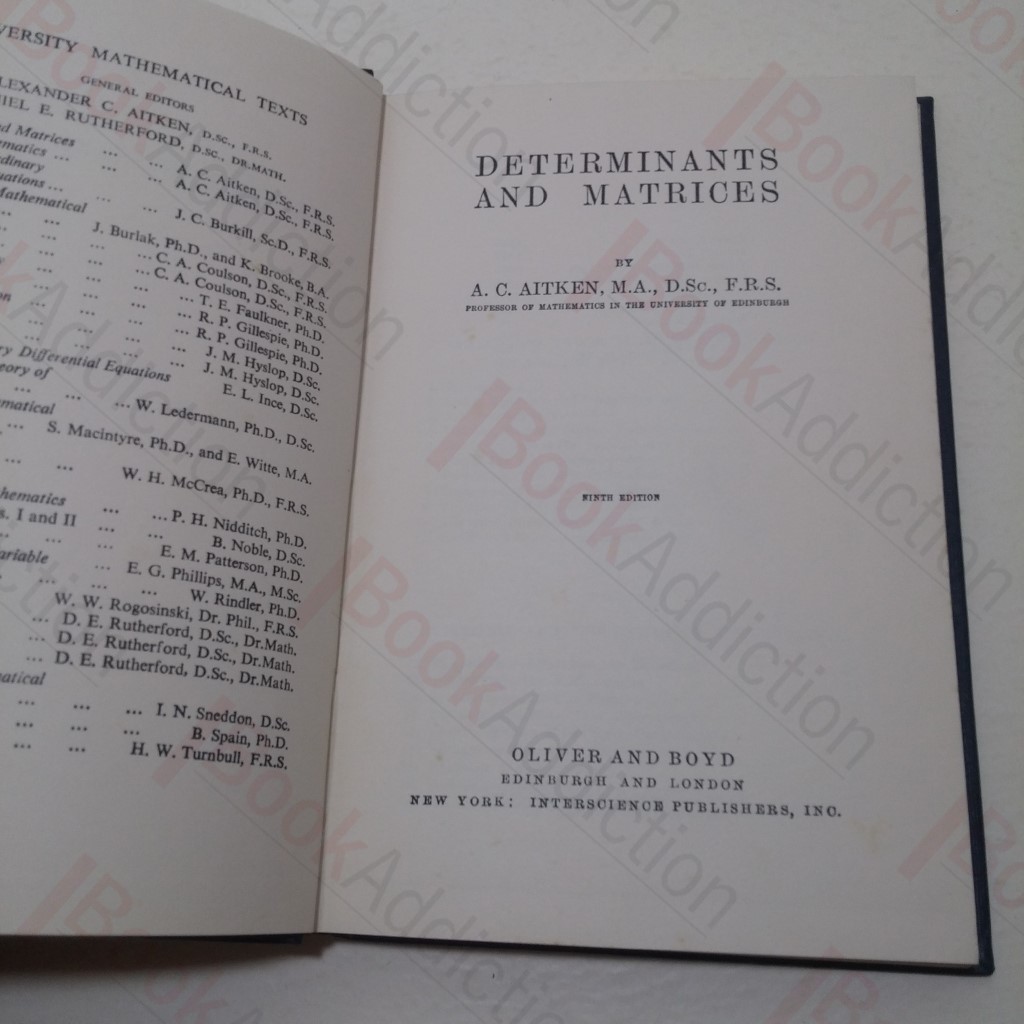 VERSITY MATHEMATICAL TEXTS
GENERAL EDITORS
LEXANDER C. AITKEN, D.Sc., F.R.S.
IEL E. RUTHERFORD, D.Sc., DR.MATH.
d Matrices ... ... A. C. Aitken, D.Sc., F.R.S.
matics ... ... ... A. C. Aitken, D.Sc., F.R.S.
dinary
uations ... ... ... J. C. Burkill, Sc.D., F.R.S.
Mathematical
... ... J. Burlak, Ph.D., and K. Brooke, B.A.
... ... ... C. A. Coulson, D.Sc., F.R.S.
... ... ... C. A. Coulson, D.Sc., F.R.S.
... ... ... T. E. Faulkner, Ph.D.
on ... ... ... R. P. Gillespie, Ph.D.
... ... ... R. P. Gillespie, Ph.D.
... ... ... J. M. Hyslop, D.Sc.
... ... ... J. M. Hyslop, D.Sc.
ry Differential Equations E. L. Ince, D.Sc.
eory of
... ... ... W. Ledermann, Ph.D., D.Sc.
matical
... S. Macintyre, Ph.D., and E. Witte, M.A.
... ... W. H. McCrea, Ph.D., F.R.S.
hematics ... ... P. H. Nidditch, Ph.D.
s. I and II ... ... B. Noble, D.Sc.
... ... ... E. M. Patterson, Ph.D.
ariable ... E. G. Phillips, M.A., M.Sc.
... ... ... W. Rindler, Ph.D.
W. W. Rogosinski, Dr. Phil., F.R.S.
... D. E. Rutherford, D.Sc., Dr.Math.
... D. E. Rutherford, D.Sc., Dr.Math.
... D. E. Rutherford, D.Sc., Dr.Math.
atical
... ... ... I. N. Sneddon, D.Sc.
... ... ... B. Spain, Ph.D.
... ... H. W. Turnbull, F.R.S.
DETERMINANTS
AND MATRICES
BY
A. C. AITKEN, M.A., D.Sc., F.R.S.
PROFESSOR OF MATHEMATICS IN THE UNIVERSITY OF EDINBURGH
NINTH EDITION
OLIVER AND BOYD
EDINBURGH AND LONDON
NEW YORK: INTERSCIENCE PUBLISHERS, INC.
BookAddiction